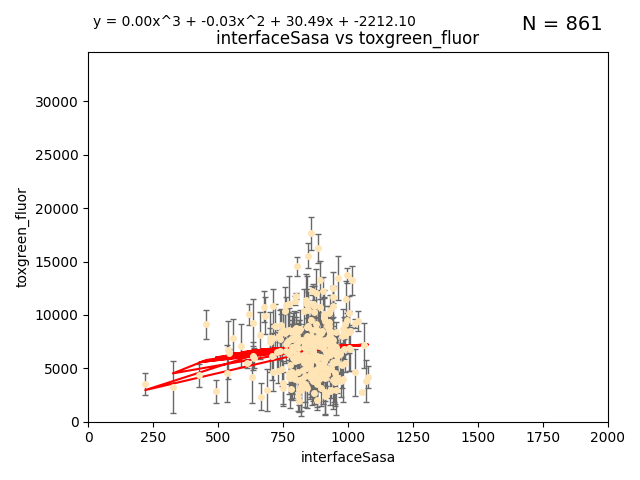 y = 0.00x^3 + -0.03x^2 + 30.49x + -2212.10
N = 861
interfaceSasa vs toxgreen_fluor
toxgreen_fluor
30000
25000
20000
15000
10000
5000
0
0 250 500 750 1000 1250 1500 1750 2000
interfaceSasa